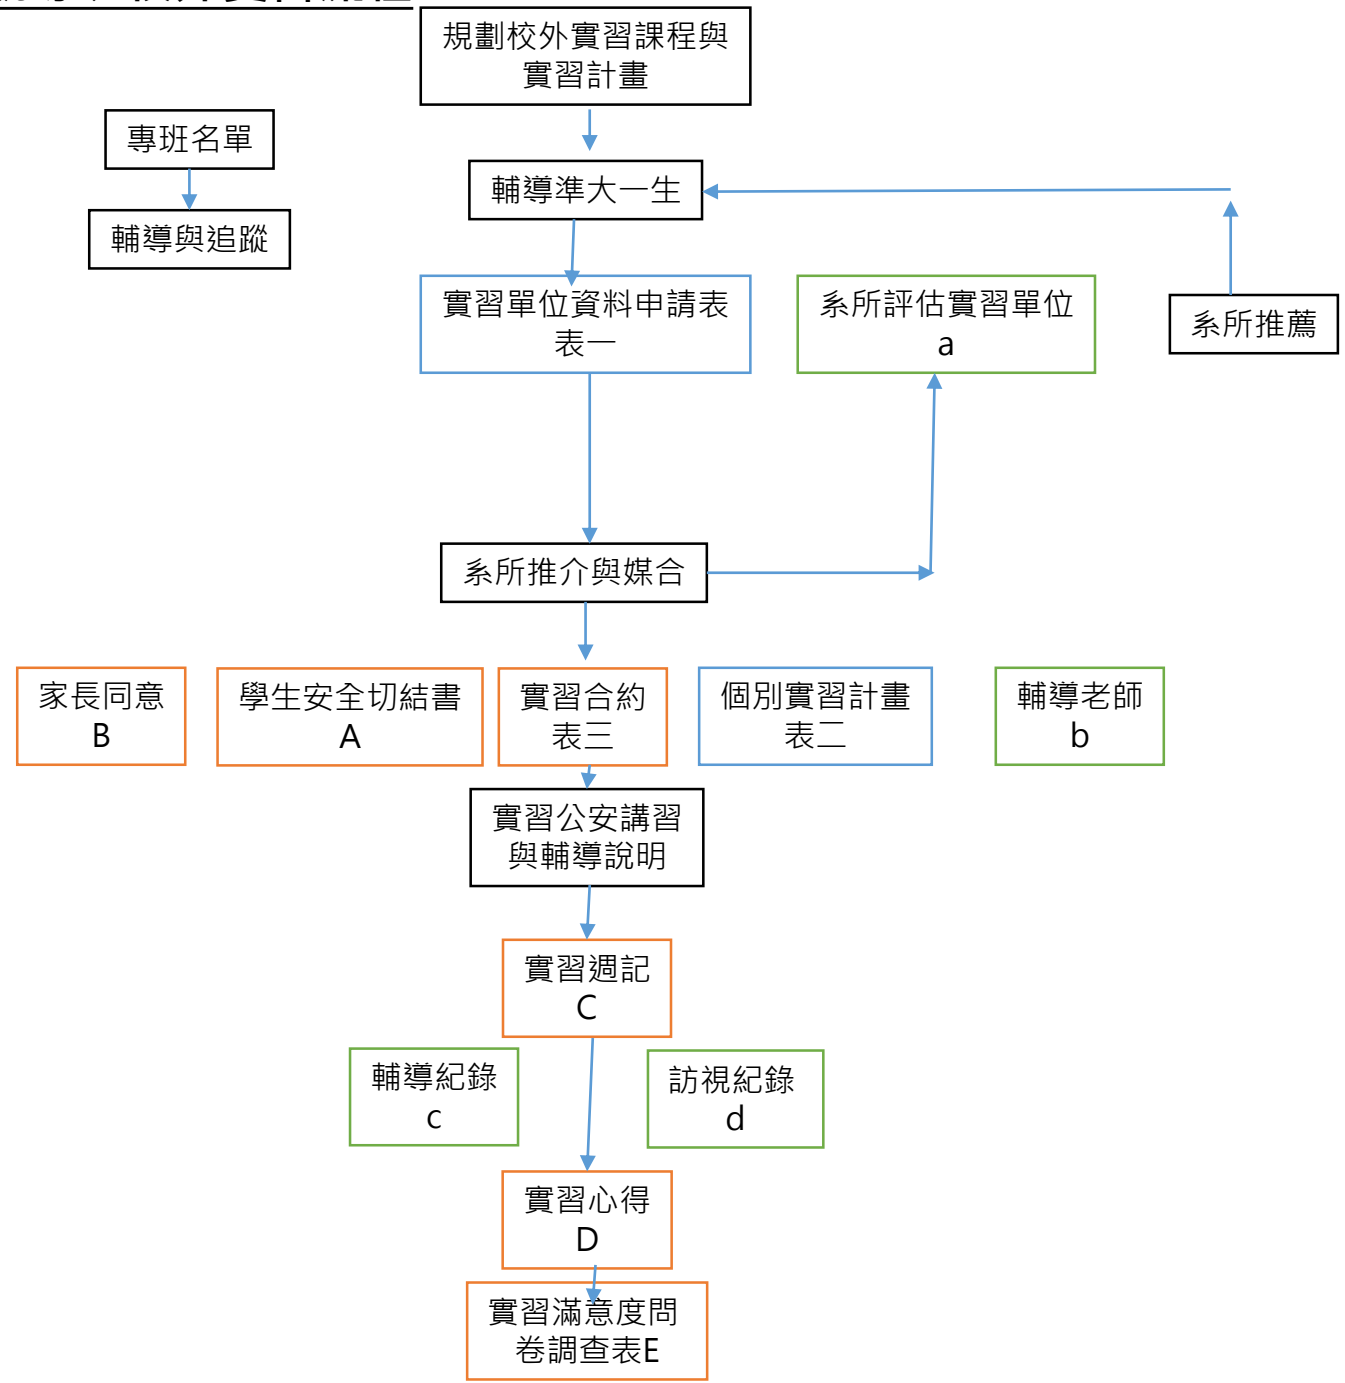 規劃校外實習課程與
實習計畫
專班名單
輔導準大一生
輔導與追蹤
實習單位資料申請表
表一
系所評估實習單位
a
系所推薦
系所推介與媒合
家長同意
B
學生安全切結書
A
實習合約
表三
個別實習計畫
表二
輔導老師
b
實習公安講習
與輔導說明
實習週記
C
輔導紀錄
c
訪視紀錄
d
實習心得
D
實習滿意度問
卷調查表E